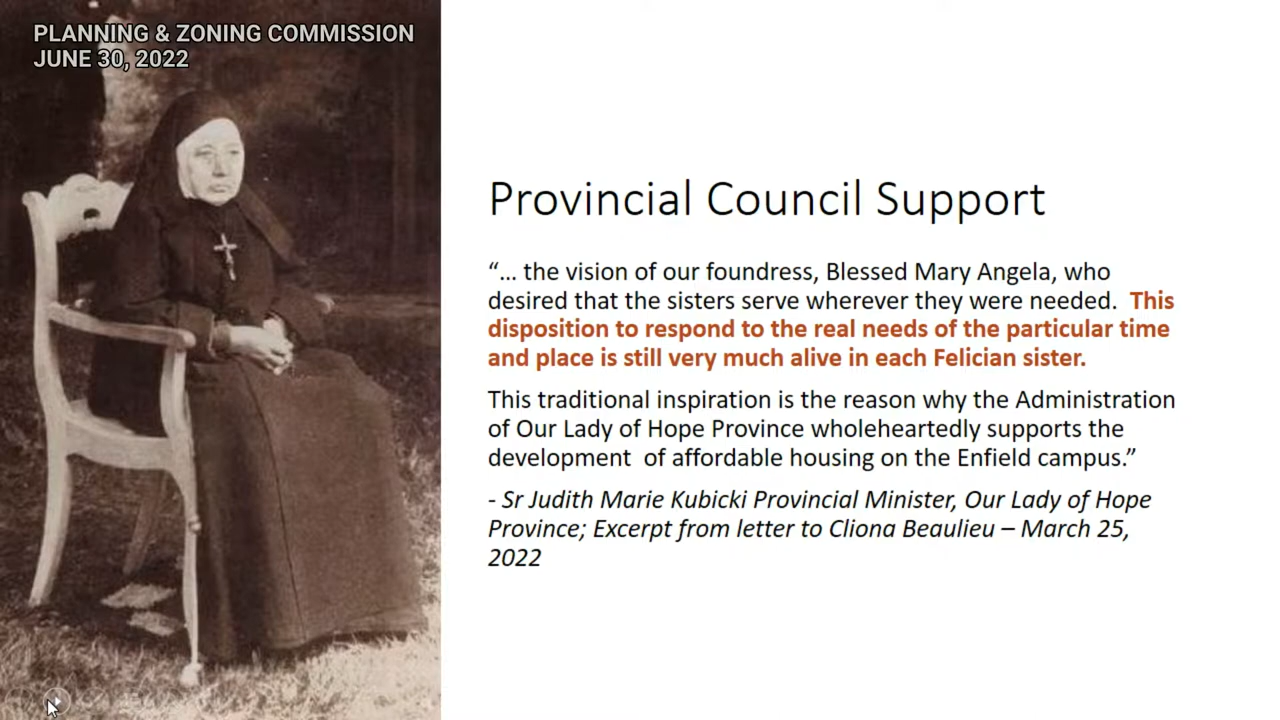 PLANNING & ZONING COMMISSION
JUNE 30, 2022
Provincial Council Support
“... the vision of our foundress, Blessed Mary Angela, who
desired that the sisters serve wherever they were needed.  This
disposition to respond to the real needs of the particular time
and place is still very much alive in each Felician sister.
This traditional inspiration is the reason why the Administration
of Our Lady of Hope Province wholeheartedly supports the
development  of affordable housing on the Enfield campus.”
- Sr Judith Marie Kubicki Provincial Minister, Our Lady of Hope
Province; Excerpt from letter to Cliona Beaulieu – March 25,
2022